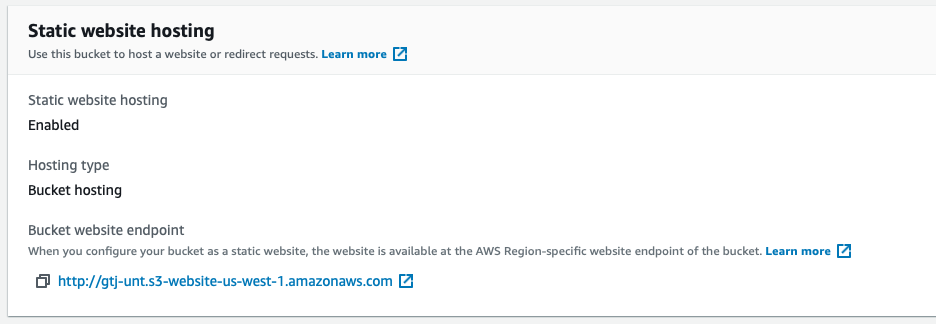 Static website hosting
Use this bucket to host a website or redirect requests. Learn more
Static website hosting
Enabled
Hosting type
Bucket hosting
Bucket website endpoint
When you configure your bucket as a static website, the website is available at the AWS Region-specific website endpoint of the bucket. Learn more
http://gtj-unt.s3-website-us-west-1.amazonaws.com